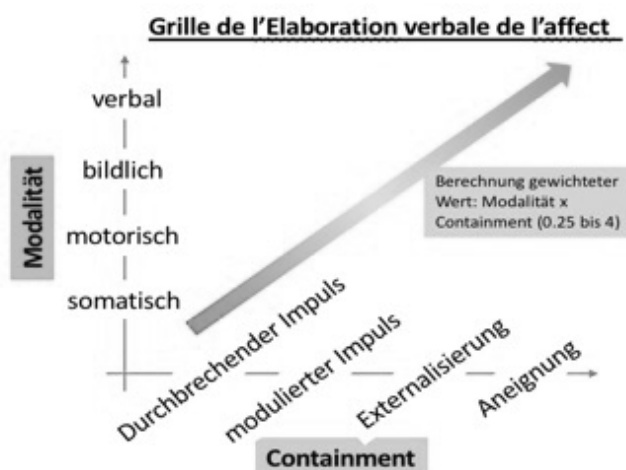 Grille de l'Elaboration verbale de l'affect
verbal
bildlich
motorisch
somatisch
Modalität
Berechnung gewichteter
Wert: Modalität x
Containment (0.25 bis 4)
Durchbrechender Impuls
modulierter Impuls
Externalisierung
Aneignung
Containment